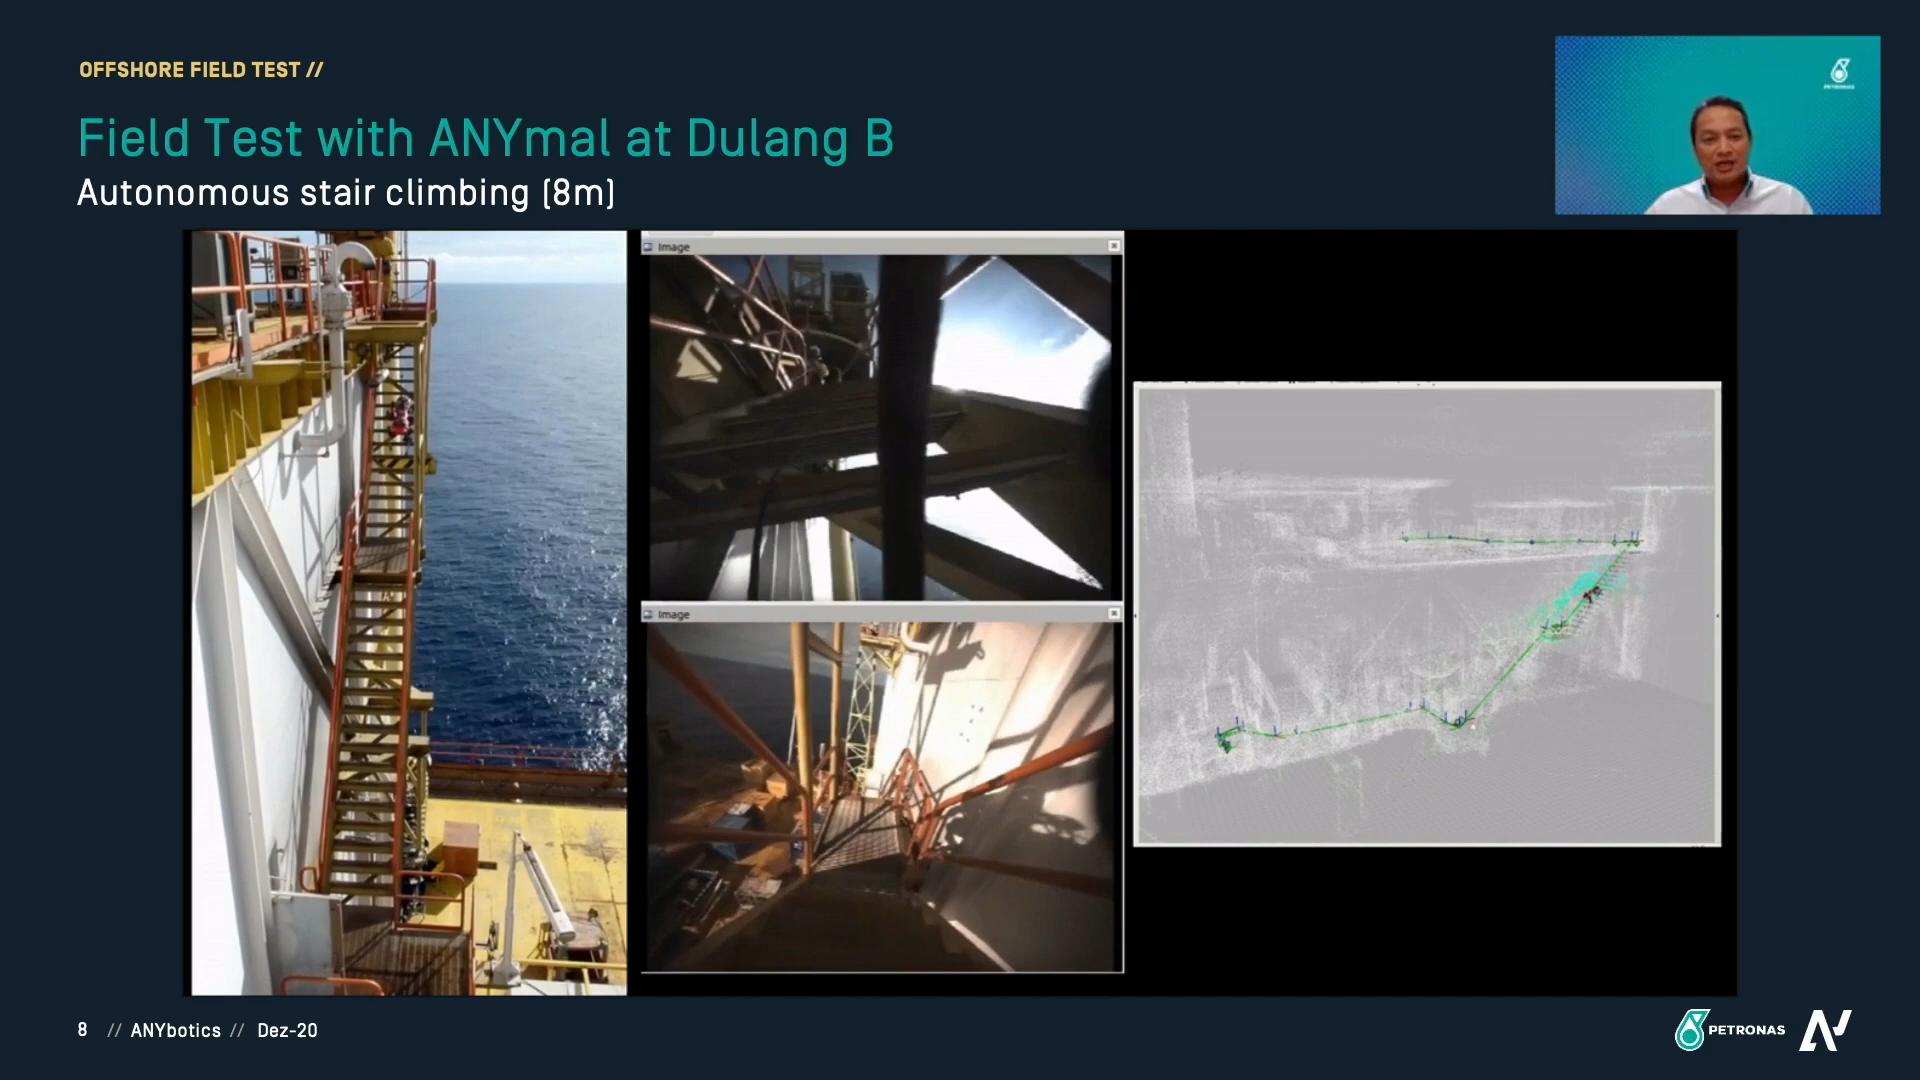 OFFSHORE FIELD TEST //
Field Test with ANYmal at Dulang B
Autonomous stair climbing (8m)
PETRONAS
Image
Image
8 // ANYbotics // Dez-20
PETRONAS